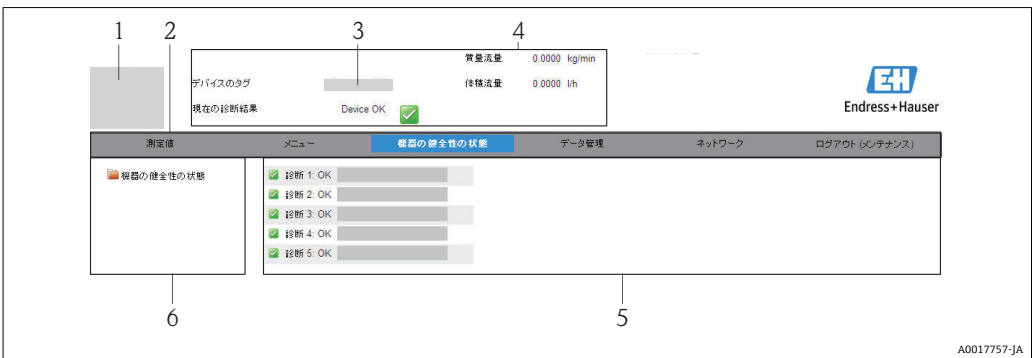 1 2 3 4
質量流量 0.0000 kg/min
デバイスのタグ 体積流量 0.0000 l/h
現在の診断結果 Device OK
EH
Endress+Hauser
測定値 メニュー 機器の健全性の状態 データ管理 ネットワーク ログアウト (メンテナンス)
機器の健全性の状態 診断 1: OK
診断 2: OK
診断 3: OK
診断 4: OK
診断 5: OK
6 5
A0017757-JA